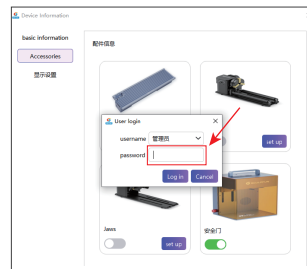 Device Information
basic information
Accessories
显示设置
配件信息
User login
username 管理员
password
Log in Cancel
set up
Jaws
set up
安全门